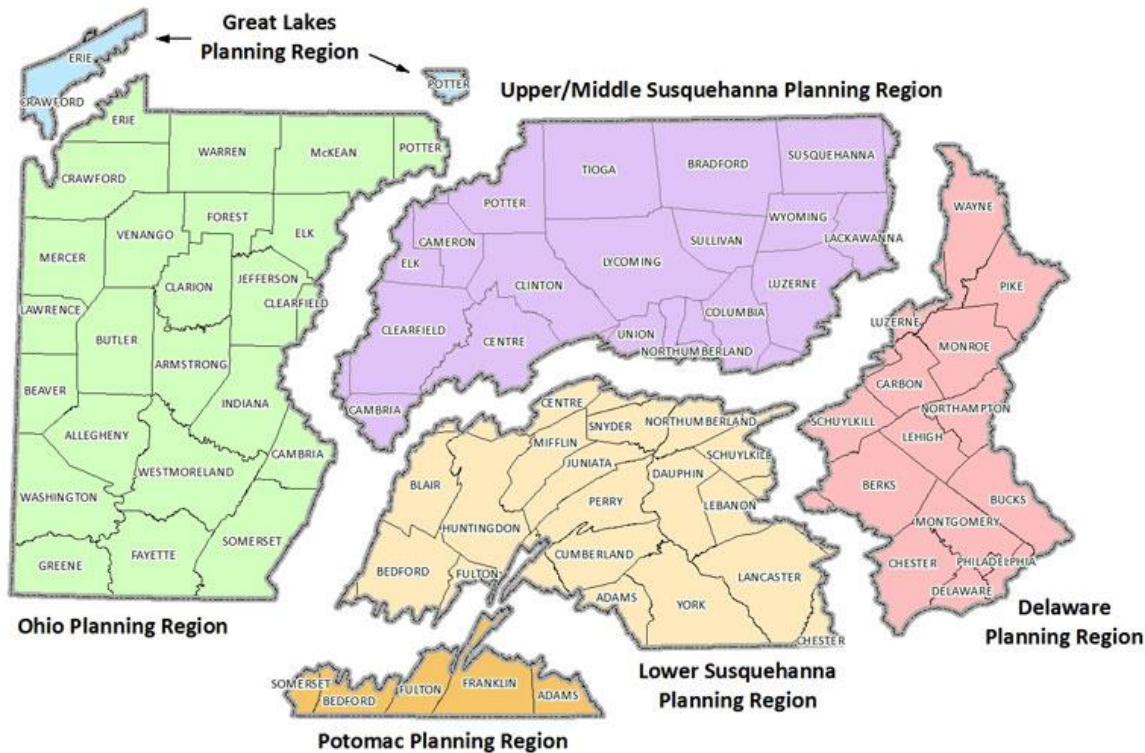 Great Lakes
Planning Region
ERIE
CRAWFORD
POTTER
Upper/Middle Susquehanna Planning Region
ERIE
WARREN
McKEAN
POTTER
CRAWFORD
FOREST
VENANGO
ELK
MERCER
JEFFERSON
CLARION
CLEARFIELD
LAWRENCE
BUTLER
ARMSTRONG
BEAVER
INDIANA
ALLEGHENY
CAMBRIA
WESTMORELAND
WASHINGTON
SOMERSET
FAYETTE
GREENE
Ohio Planning Region
SUSQUEHANNA
BRADFORD
TIOGA
POTTER
WYOMING
LACKAWANNA
SULLIVAN
CAMERON
ELK
LYCOMING
CLINTON
LUZERNE
COLUMBIA
CLEARFIELD
UNION
CENTRE
NORTHUMBERLAND
CAMBRIA
WAYNE
PIKE
LUZERNE
MONROE
CARBON
NORTHAMPTON
SCHUYLKILL
LEHIGH
BERKS
BUCKS
MONTGOMERY
CHESTER
PHILADELPHIA
DELAWARE
Delaware
Planning Region
CENTRE
SNYDER
NORTHUMBERLAND
MIFFLIN
JUNIATA
SCHUYLKILL
DAUPHIN
BLAIR
PERRY
LEBANON
HUNTINGDON
CUMBERLAND
BEDFORD
FULTON
LANCASTER
ADAMS
YORK
CHESTER
Lower Susquehanna
Planning Region
SOMERSET
BEDFORD
FULTON
FRANKLIN
ADAMS
Potomac Planning Region